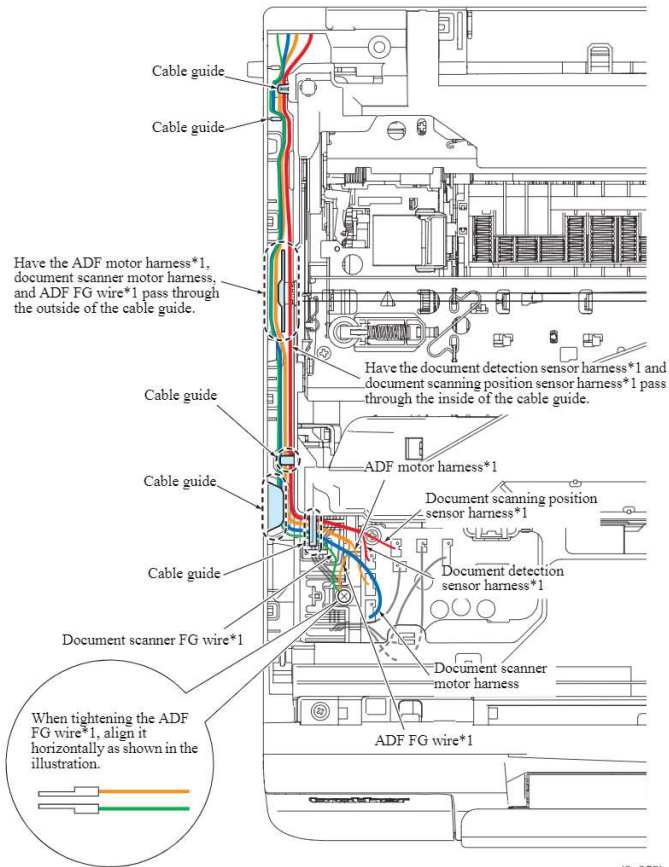 Cable guide
Cable guide
Have the ADF motor harness*1,
document scanner motor harness,
and ADF FG wire*1 pass through
the outside of the cable guide.
Have the document detection sensor harness*1 and
document scanning position sensor harness*1 pass
through the inside of the cable guide.
Cable guide
ADF motor harness*1
Cable guide
Document scanning position
sensor harness*1
Cable guide
Document detection
sensor harness*1
Document scanner FG wire*1
Document scanner
motor harness
ADF FG wire*1
When tightening the ADF
FG wire*1, align it
horizontally as shown in the
illustration.